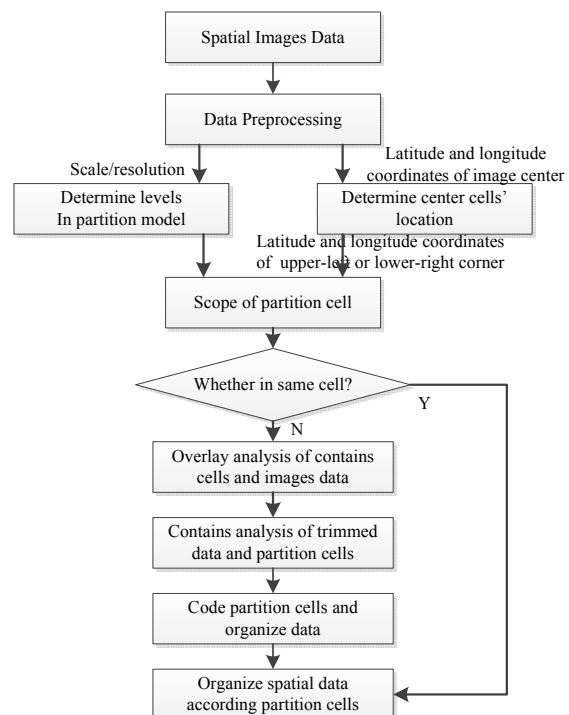 Spatial Images Data
Data Preprocessing
Scale/resolution
Latitude and longitude
coordinates of image center
Determine levels
In partition model
Determine center cells'
location
Latitude and longitude coordinates
of upper-left or lower-right corner
Scope of partition cell
Whether in same cell?
Y
N
Overlay analysis of contains
cells and images data
Contains analysis of trimmed
data and partition cells
Code partition cells and
organize data
Organize spatial data
according partition cells